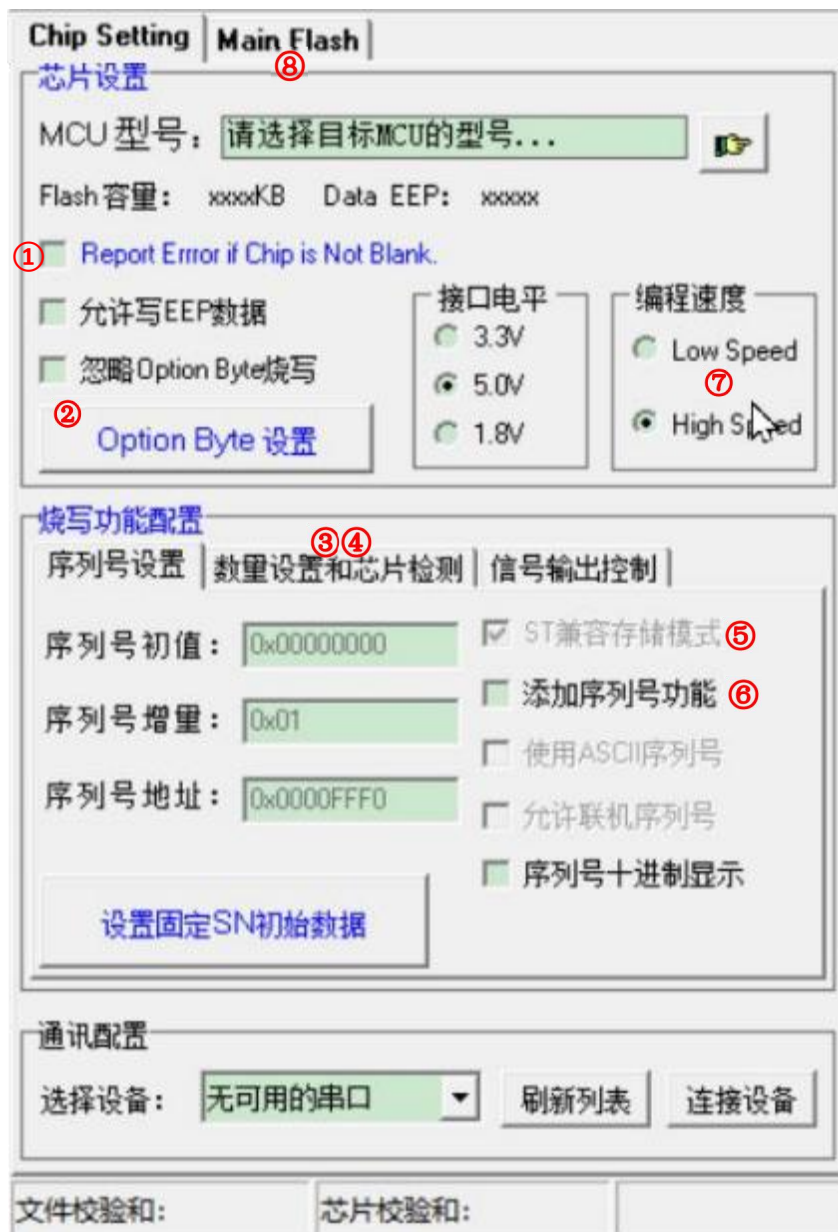 Chip Setting Main Flash
⑧
芯片设置
MCU 型号： 请选择目标MCU的型号...
Flash 容量： xxxxKB Data EEP： xxxxx
① Report Errror if Chip is Not Blank.
允许写EEP数据
忽略Option Byte烧写
② Option Byte 设置
接口电平
3.3V
5.0V
1.8V
编程速度
Low Speed
⑦
High Speed
烧写功能配置
③④
序列号设置 数量设置和芯片检测 信号输出控制
序列号初值： 0x00000000
序列号增量： 0x01
序列号地址： 0x0000FFF0
ST兼容存储模式 ⑤
添加序列号功能 ⑥
使用ASCII序列号
允许联机序列号
序列号十进制显示
设置固定SN初始数据
通讯配置
选择设备： 无可用的串口 刷新列表 连接设备
文件校验和: 芯片校验和: